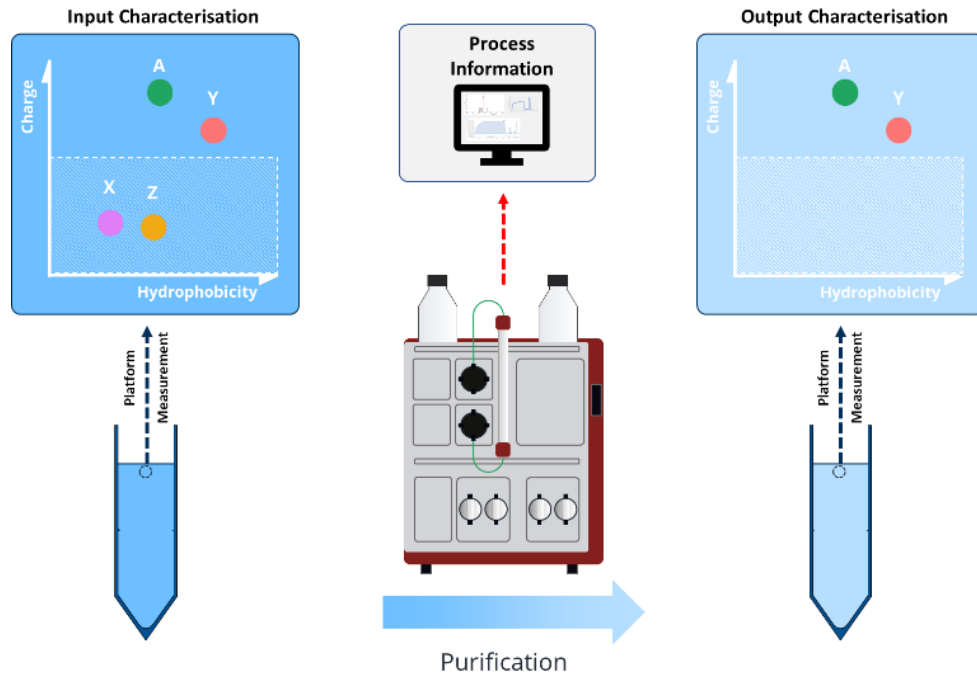 Input Characterisation
Charge
A
Y
X
Z
Hydrophobicity
Platform
Measurement
Process
Information
Purification
Output Characterisation
Charge
A
Y
Hydrophobicity
Platform
Measurement